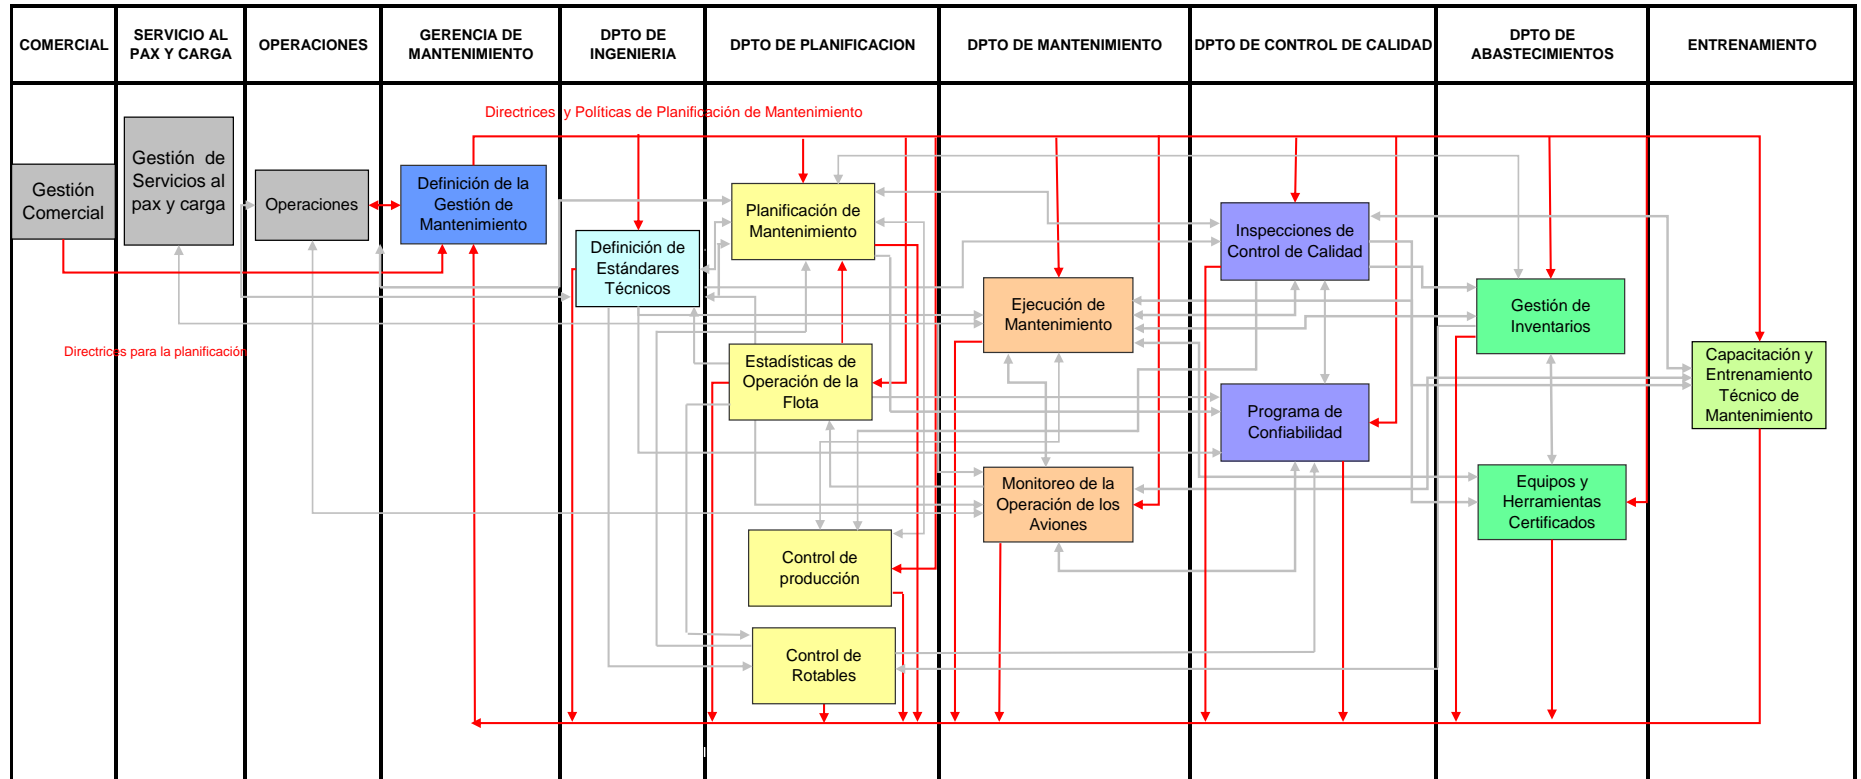 COMERCIAL
SERVICIO AL
PAX Y CARGA
OPERACIONES
GERENCIA DE
MANTENIMIENTO
DPTO DE
INGENIERIA
DPTO DE PLANIFICACION
DPTO DE MANTENIMIENTO
DPTO DE CONTROL DE CALIDAD
DPTO DE
ABASTECIMIENTOS
ENTRENAMIENTO
Directrices y Políticas de Planificación de Mantenimiento
Gestión
Comercial
Gestión de
Servicios al
pax y carga
Operaciones
Definición de la
Gestión de
Mantenimiento
Definición de
Estándares
Técnicos
Planificación de
Mantenimiento
Inspecciones de
Control de Calidad
Ejecución de
Mantenimiento
Gestión de
Inventarios
Directrices para la planificación
Estadísticas de
Operación de la
Flota
Programa de
Confiabilidad
Capacitación y
Entrenamiento
Técnico de
Mantenimiento
Monitoreo de la
Operación de los
Aviones
Equipos y
Herramientas
Certificados
Control de
producción
Control de
Rotables